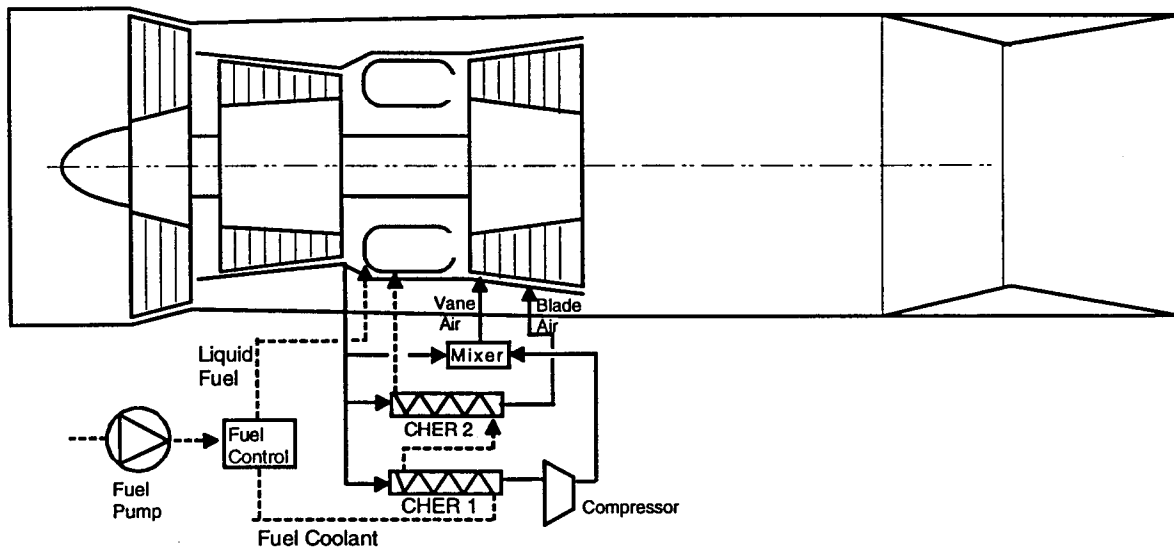 Vane
Air
Blade
Air
Liquid
Fuel
Mixer
CHER 2
Fuel
Control
Fuel
Pump
CHER 1
Compressor
Fuel Coolant